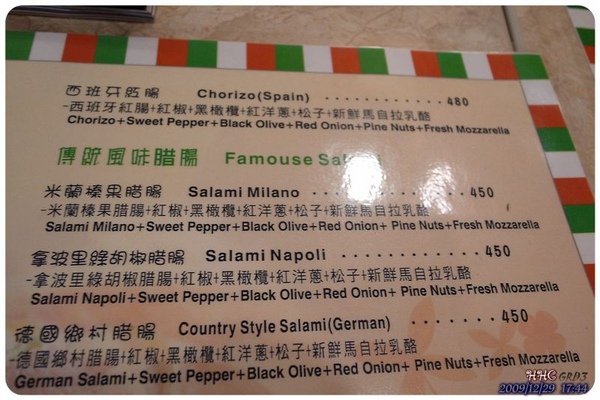 西班牙臘腸 Chorizo(Spain) ············· 480
-西班牙紅腸+紅椒+黑橄欖+紅洋蔥+松子+新鮮馬自拉乳酪
Chorizo+Sweet Pepper+Black Olive+Red Onion+Pine Nuts+Fresh Mozzarella
傳統風味腊腸 Famouse
米蘭榛果腊腸 Salami Milano ················ 450
-米蘭榛果腊腸+紅椒+黑橄欖+紅洋蔥+松子+新鮮馬自拉乳酪
Salami Milano+Sweet Pepper+Black Olive+Red Onion+Pine Nuts+Fresh Mozzarella
拿波里綠胡椒腊腸 Salami Napoli ··············· 450
-拿波里綠胡椒腊腸+紅椒+黑橄欖+紅洋蔥+松子+新鮮馬自拉乳酪
Salami Napoli+Sweet Pepper+Black Olive+Red Onion+ Pine Nuts+Fresh Mozzarella
德國鄉村腊腸 Country Style Salami(German) ········ 450
-德國鄉村腊腸+紅椒+黑橄欖+紅洋蔥+松子+新鮮馬自拉乳酪
German Salami+Sweet Pepper+Black Olive+Red Onion+ Pine Nuts+Fresh Mozzarella
HHC GRD3
2009/12/29 17:44